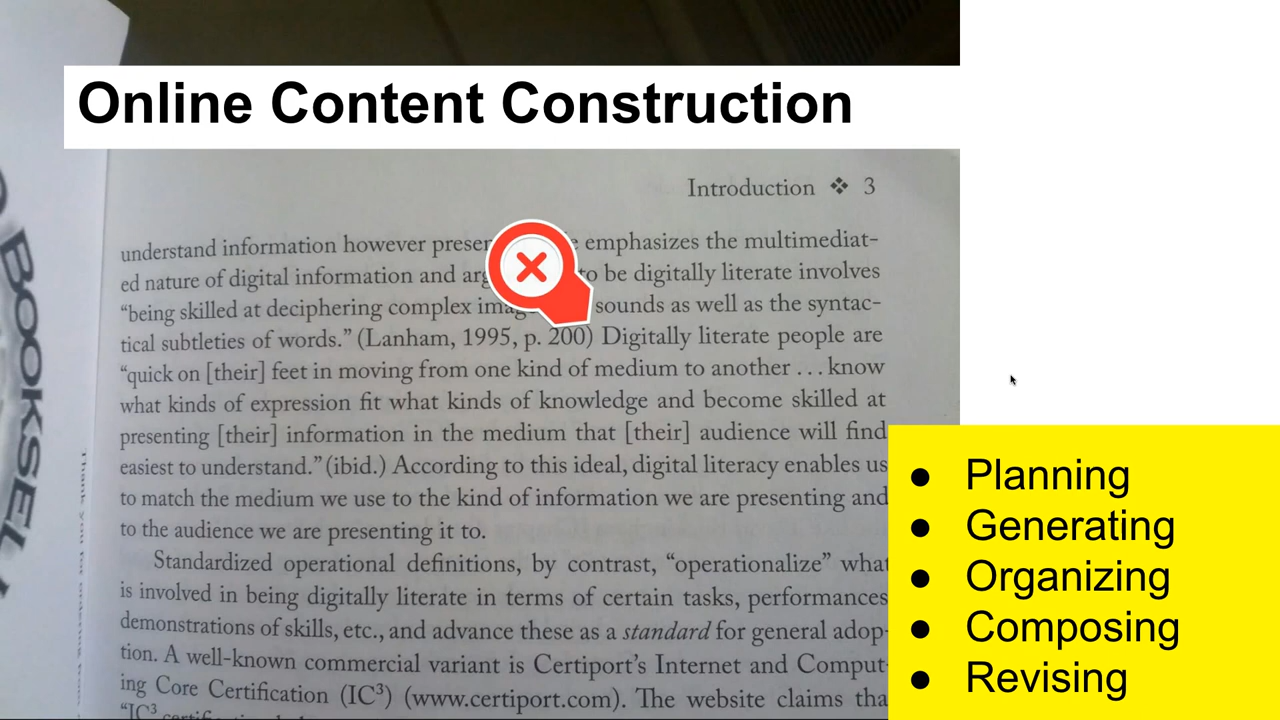 Online Content Construction
Introduction ❖ 3
understand information however presen e emphasizes the multimediat-
ed nature of digital information and arg to be digitally literate involves
“being skilled at deciphering complex imag sounds as well as the syntac-
tical subtleties of words.” (Lanham, 1995, p. 200) Digitally literate people are
“quick on [their] feet in moving from one kind of medium to another . . . know
what kinds of expression fit what kinds of knowledge and become skilled at
presenting [their] information in the medium that [their] audience will find
easiest to understand.” (ibid.) According to this ideal, digital literacy enables us
to match the medium we use to the kind of information we are presenting and
to the audience we are presenting it to.
Standardized operational definitions, by contrast, “operationalize” what
is involved in being digitally literate in terms of certain tasks, performances
demonstrations of skills, etc., and advance these as a standard for general adop-
tion. A well-known commercial variant is Certiport’s Internet and Comput-
ing Core Certification (IC³) (www.certiport.com). The website claims tha
“IC³
BOOKSELL
Thank you for
● Planning
● Generating
● Organizing
● Composing
● Revising